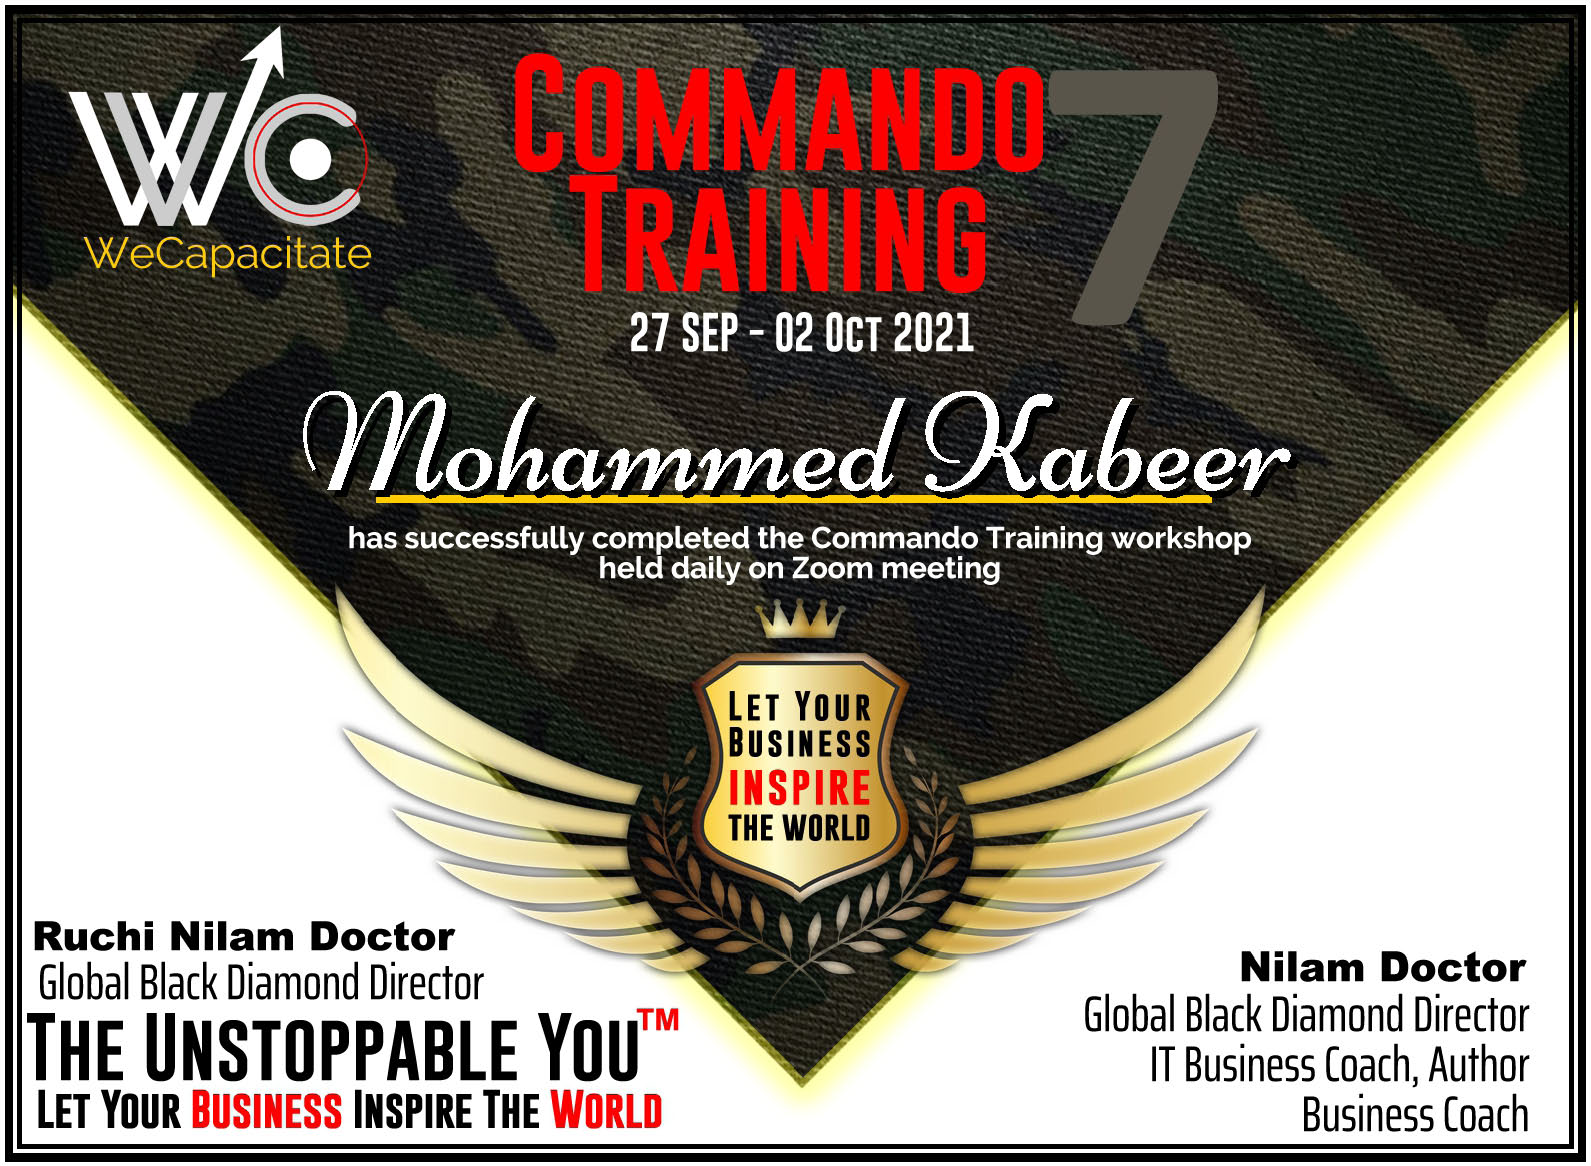 WC
WeCapacitate
COMMANDO 7
TRAINING
27 SEP - 02 OCT 2021
Mohammed Kabeer
has successfully completed the Commando Training workshop
held daily on Zoom meeting
LET YOUR
BUSINESS
INSPIRE
THE WORLD
Ruchi Nilam Doctor
Global Black Diamond Director
THE UNSTOPPABLE YOU™
LET YOUR BUSINESS INSPIRE THE WORLD
Nilam Doctor
Global Black Diamond Director
IT Business Coach, Author
Business Coach